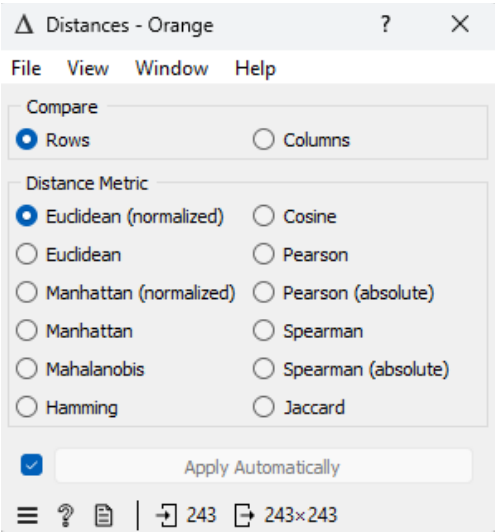 Δ Distances - Orange ? ×
File View Window Help
Compare
Rows Columns
Distance Metric
Euclidean (normalized) Cosine
Euclidean Pearson
Manhattan (normalized) Pearson (absolute)
Manhattan Spearman
Mahalanobis Spearman (absolute)
Hamming Jaccard
Apply Automatically
? 243 243×243